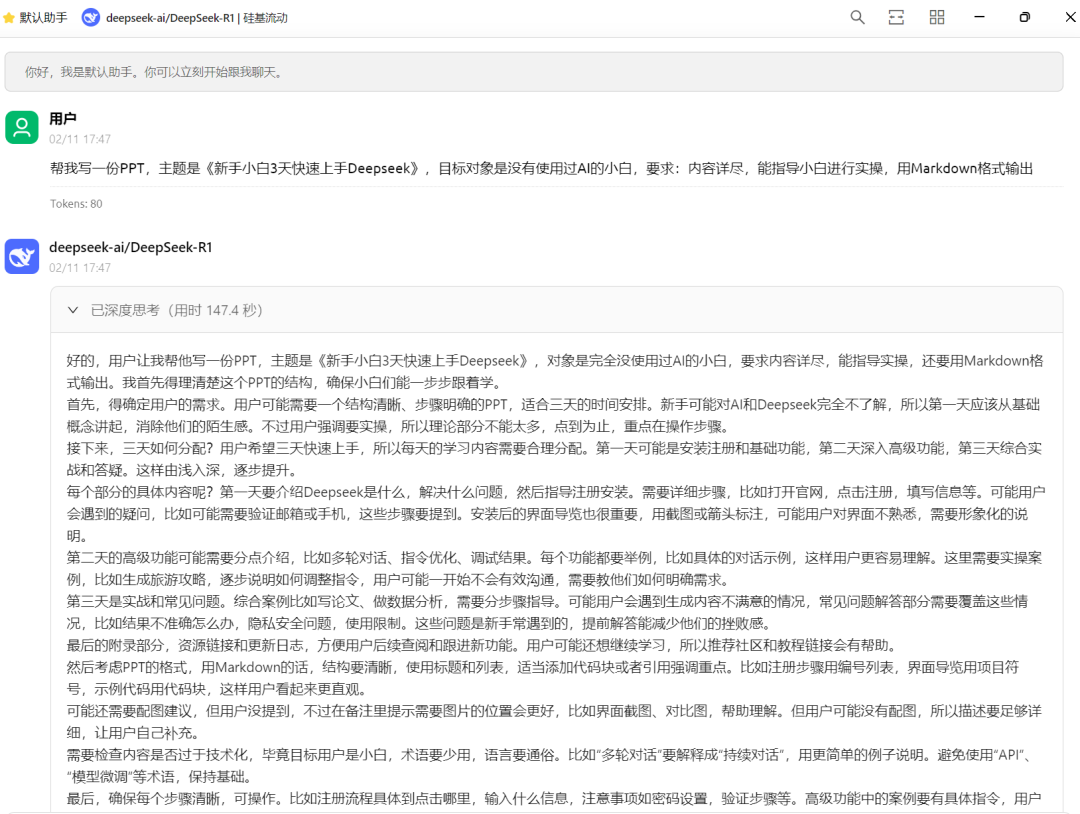 默认助手 deepseek-ai/DeepSeek-R1 | 硅基流动
你好，我是默认助手。你可以立刻开始跟我聊天。
用户
02/11 17:47
帮我写一份PPT，主题是《新手小白3天快速上手Deepseek》，目标对象是没有使用过AI的小白，要求：内容详尽，能指导小白进行实操，用Markdown格式输出
Tokens: 80
deepseek-ai/DeepSeek-R1
02/11 17:47
已深度思考（用时 147.4 秒）
好的，用户让我帮他写一份PPT，主题是《新手小白3天快速上手Deepseek》，对象是完全没使用过AI的小白，要求内容详尽，能指导实操，还要用Markdown格
式输出。我首先得理清楚这个PPT的结构，确保小白们能一步步跟着学。
首先，得确定用户的需求。用户可能需要一个结构清晰、步骤明确的PPT，适合三天的时间安排。新手可能对AI和Deepseek完全不了解，所以第一天应该从基础
概念讲起，消除他们的陌生感。不过用户强调要实操，所以理论部分不能太多，点到为止，重点在操作步骤。
接下来，三天如何分配？用户希望三天快速上手，所以每天的学习内容需要合理分配。第一天可能是安装注册和基础功能，第二天深入高级功能，第三天综合实
战和答疑。这样由浅入深，逐步提升。
每个部分的具体内容呢？第一天要介绍Deepseek是什么，解决什么问题，然后指导注册安装。需要详细步骤，比如打开官网，点击注册，填写信息等。可能用户
会遇到的疑问，比如可能需要验证邮箱或手机，这些步骤要提到。安装后的界面导览也很重要，用截图或箭头标注，可能用户对界面不熟悉，需要形象化的说
明。
第二天的高级功能可能需要分点介绍，比如多轮对话、指令优化、调试结果。每个功能都要举例，比如具体的对话示例，这样用户更容易理解。这里需要实操案
例，比如生成旅游攻略，逐步说明如何调整指令，用户可能一开始不会有效沟通，需要教他们如何明确需求。
第三天是实战和常见问题。综合案例比如写论文、做数据分析，需要分步骤指导。可能用户会遇到生成内容不满意的情况，常见问题解答部分需要覆盖这些情
况，比如结果不准确怎么办，隐私安全问题，使用限制。这些问题是新手常遇到的，提前解答能减少他们的挫败感。
最后的附录部分，资源链接和更新日志，方便用户后续查阅和跟进新功能。用户可能还想继续学习，所以推荐社区和教程链接会有帮助。
然后考虑PPT的格式，用Markdown的话，结构要清晰，使用标题和列表，适当添加代码块或者引用强调重点。比如注册步骤用编号列表，界面导览用项目符
号，示例代码用代码块，这样用户看起来更直观。
可能还需要配图建议，但用户没提到，不过在备注里提示需要图片的位置会更好，比如界面截图、对比图，帮助理解。但用户可能没有配图，所以描述要足够详
细，让用户自己补充。
需要检查内容是否过于技术化，毕竟目标用户是小白，术语要少用，语言要通俗。比如“多轮对话”要解释成“持续对话”，用更简单的例子说明。避免使用“API”、
“模型微调”等术语，保持基础。
最后，确保每个步骤清晰，可操作。比如注册流程具体到点击哪里，输入什么信息，注意事项如密码设置，验证步骤等。高级功能中的案例要有具体指令，用户